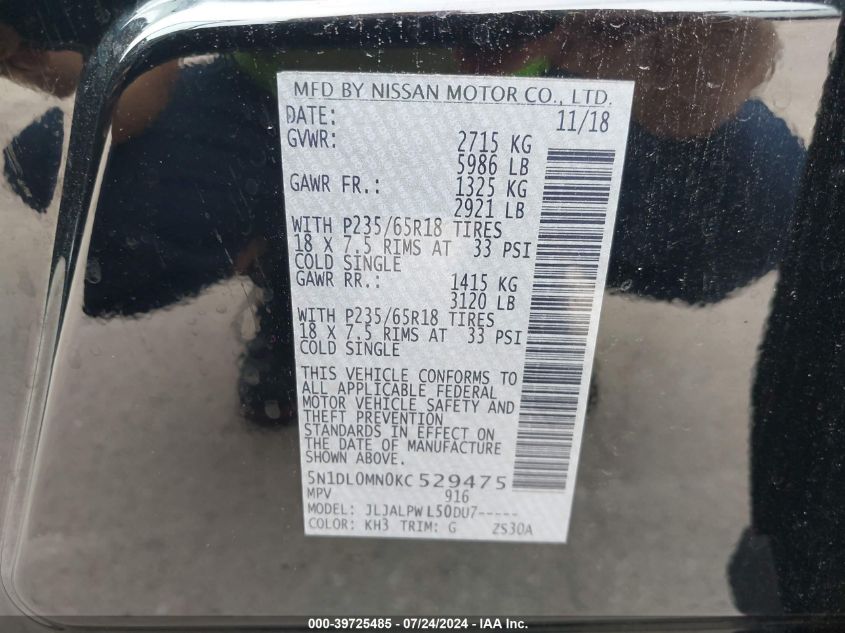 MFD BY NISSAN MOTOR CO., LTD.
DATE: 11/18
GVWR: 2715 KG
5986 LB
GAWR FR.: 1325 KG
2921 LB
WITH P235/65R18 TIRES
18 X 7.5 RIMS AT 33 PSI
COLD SINGLE
GAWR RR.: 1415 KG
3120 LB
WITH P235/65R18 TIRES
18 X 7.5 RIMS AT 33 PSI
COLD SINGLE
THIS VEHICLE CONFORMS TO
ALL APPLICABLE FEDERAL
MOTOR VEHICLE SAFETY AND
THEFT PREVENTION
STANDARDS IN EFFECT ON
THE DATE OF MANUFACTURE
SHOWN ABOVE.
5N1DL0MN0KC529475
MPV 916
MODEL: JLJALPWL50DU7-----
COLOR: KH3 TRIM: G ZS30A
000-39725485 - 07/24/2024 - IAA Inc.